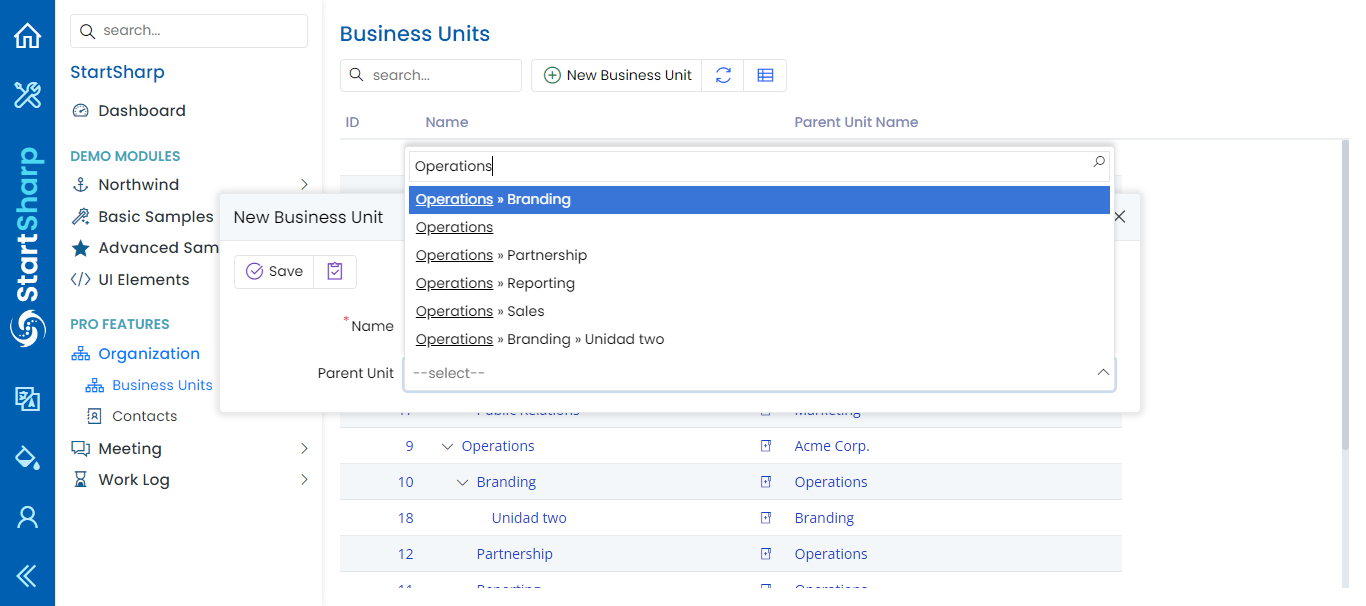 StartSharp
search...
StartSharp
Dashboard
DEMO MODULES
Northwind
Basic Samples
Advanced Sam
UI Elements
PRO FEATURES
Organization
Business Units
Contacts
Meeting
Work Log
Business Units
search...
New Business Unit
ID Name Parent Unit Name
New Business Unit
Save
*Name
Operations
Operations » Branding
Operations
Operations » Partnership
Operations » Reporting
Operations » Sales
Operations » Branding » Unidad two
Parent Unit --select--
17 Public Relations Marketing
9 Operations Acme Corp.
10 Branding Operations
18 Unidad two Branding
12 Partnership Operations
11 Reporting Operations